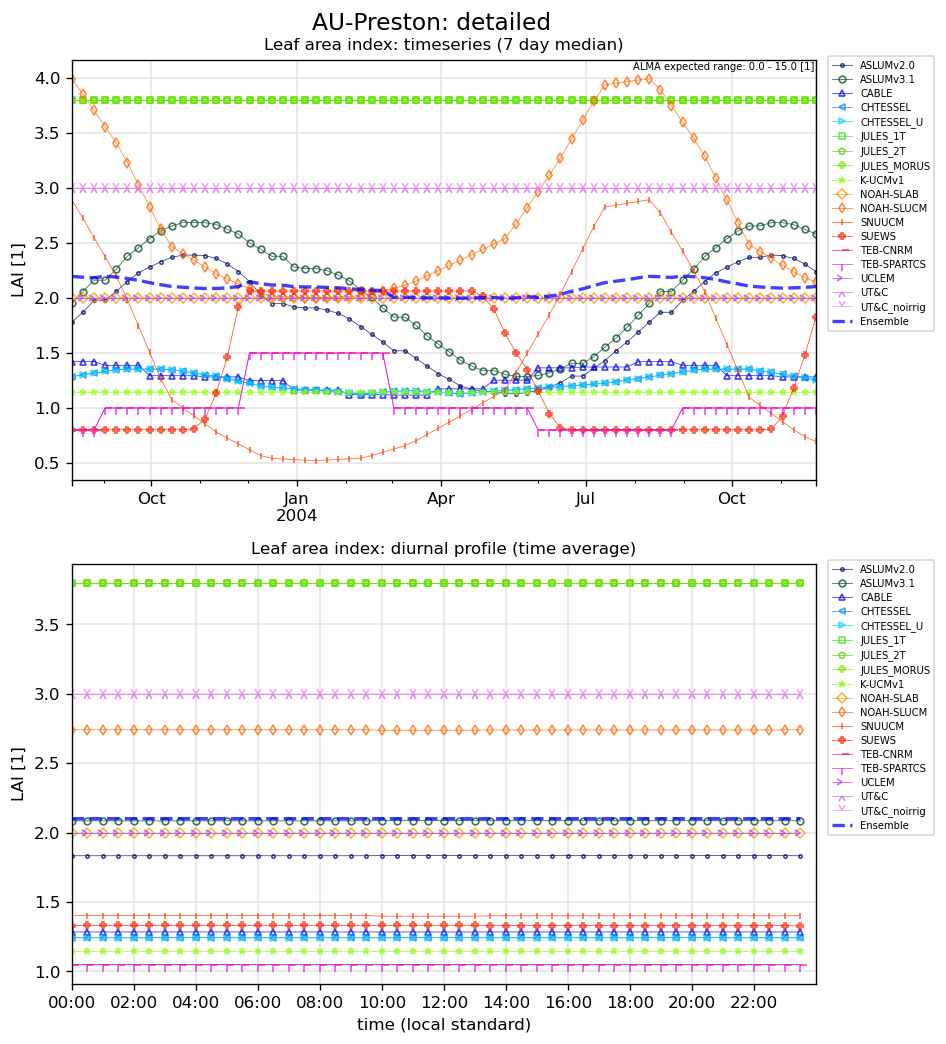 AU-Preston: detailed
Leaf area index: timeseries (7 day median)
ALMA expected range: 0.0 - 15.0 [1]
LAI [1]
4.0
3.5
3.0
2.5
2.0
1.5
1.0
0.5
Oct
Jan
2004
Apr
Jul
Oct
ASLUMv2.0
ASLUMv3.1
CABLE
CHTESSEL
CHTESSEL_U
JULES_1T
JULES_2T
JULES_MORUS
K-UCMv1
NOAH-SLAB
NOAH-SLUCM
SNUUCM
SUEWS
TEB-CNRM
TEB-SPARTCS
UCLEM
UT&C
UT&C_noirrig
Ensemble
Leaf area index: diurnal profile (time average)
LAI [1]
3.5
3.0
2.5
2.0
1.5
1.0
00:00
02:00
04:00
06:00
08:00
10:00
12:00
14:00
16:00
18:00
20:00
22:00
time (local standard)
ASLUMv2.0
ASLUMv3.1
CABLE
CHTESSEL
CHTESSEL_U
JULES_1T
JULES_2T
JULES_MORUS
K-UCMv1
NOAH-SLAB
NOAH-SLUCM
SNUUCM
SUEWS
TEB-CNRM
TEB-SPARTCS
UCLEM
UT&C
UT&C_noirrig
Ensemble